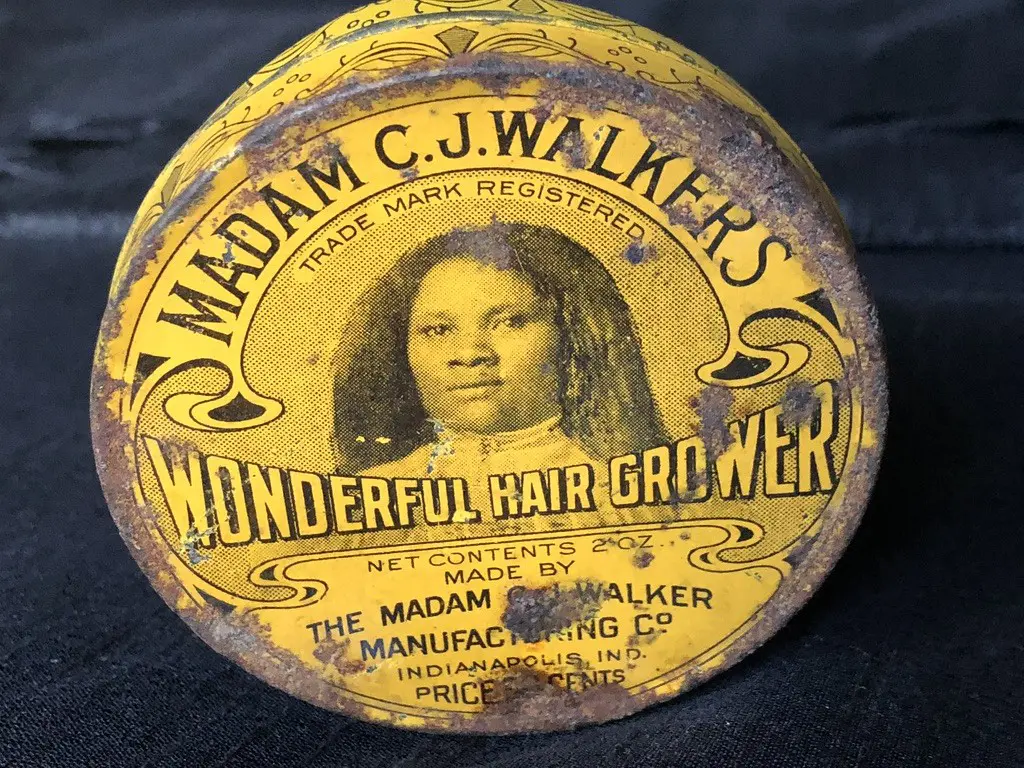 MADAM C.J. WALKERS
TRADE MARK REGISTERED
WONDERFUL HAIR GROWER
NET CONTENTS 2 OZ.
MADE BY
THE MADAM C.J. WALKER
MANUFACTURING Cº
INDIANAPOLIS, IND.
PRICE CENTS